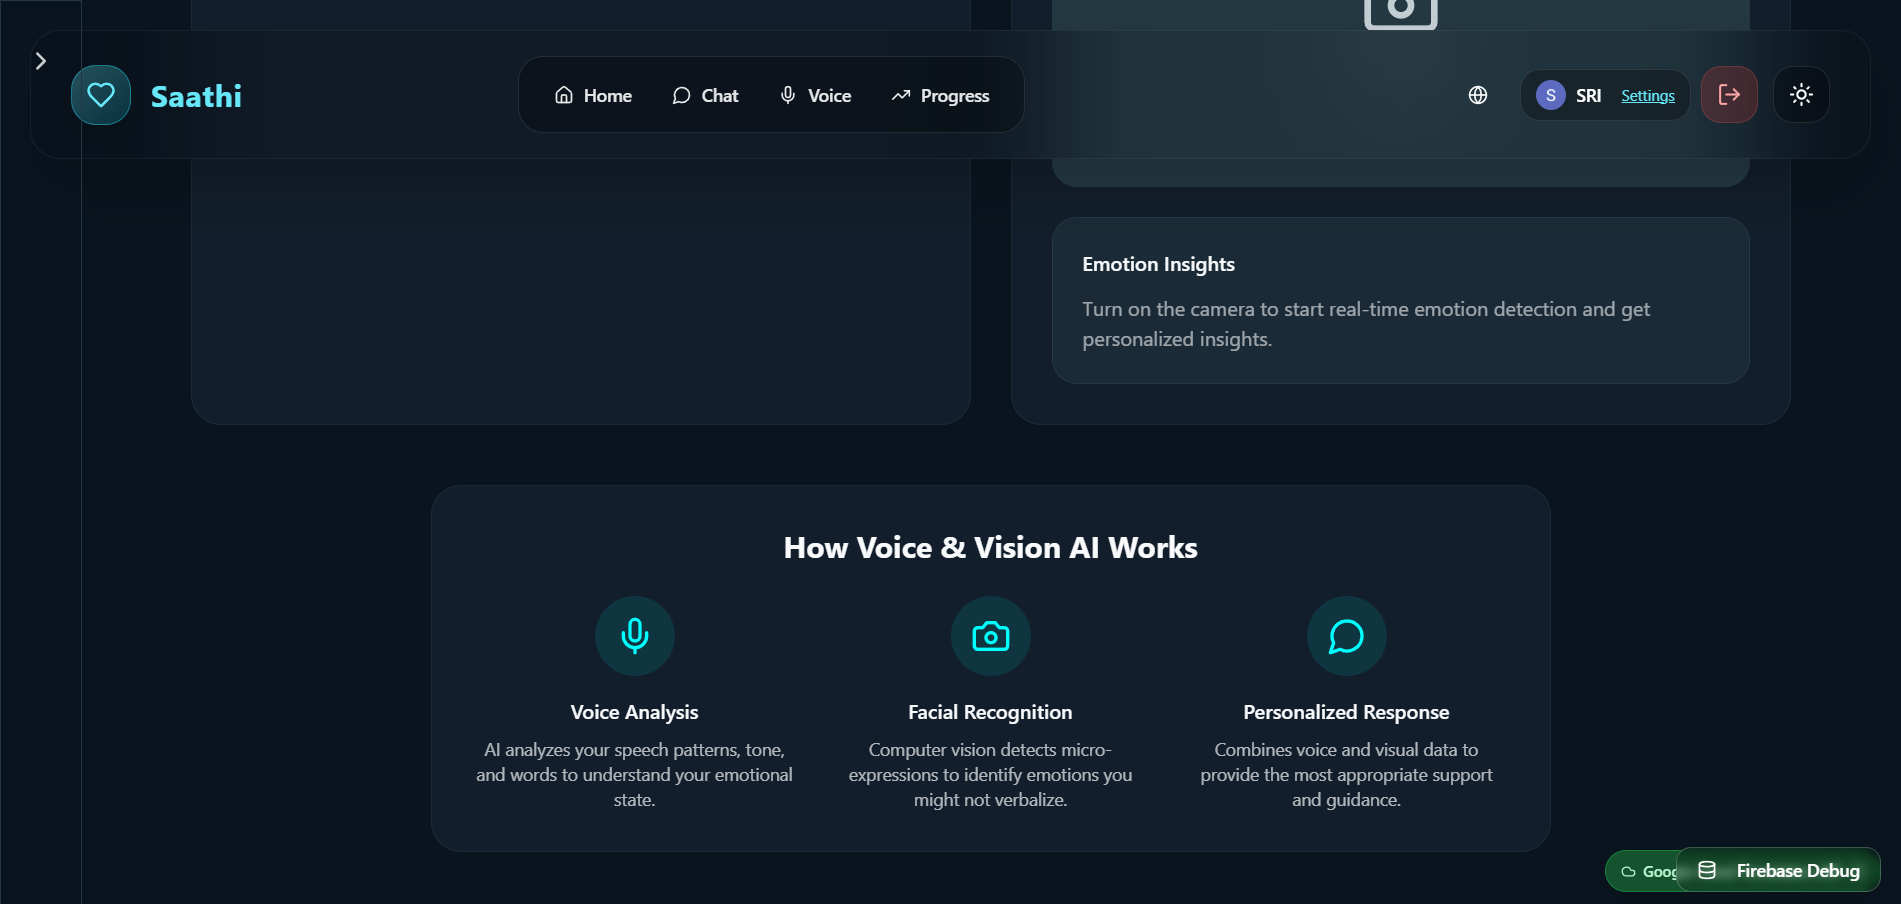 Saathi
Home
Chat
Voice
Progress
S
SRI
Settings
Emotion Insights
Turn on the camera to start real-time emotion detection and get
personalized insights.
How Voice & Vision AI Works
Voice Analysis
AI analyzes your speech patterns, tone,
and words to understand your emotional
state.
Facial Recognition
Computer vision detects micro-
expressions to identify emotions you
might not verbalize.
Personalized Response
Combines voice and visual data to
provide the most appropriate support
and guidance.
Firebase Debug